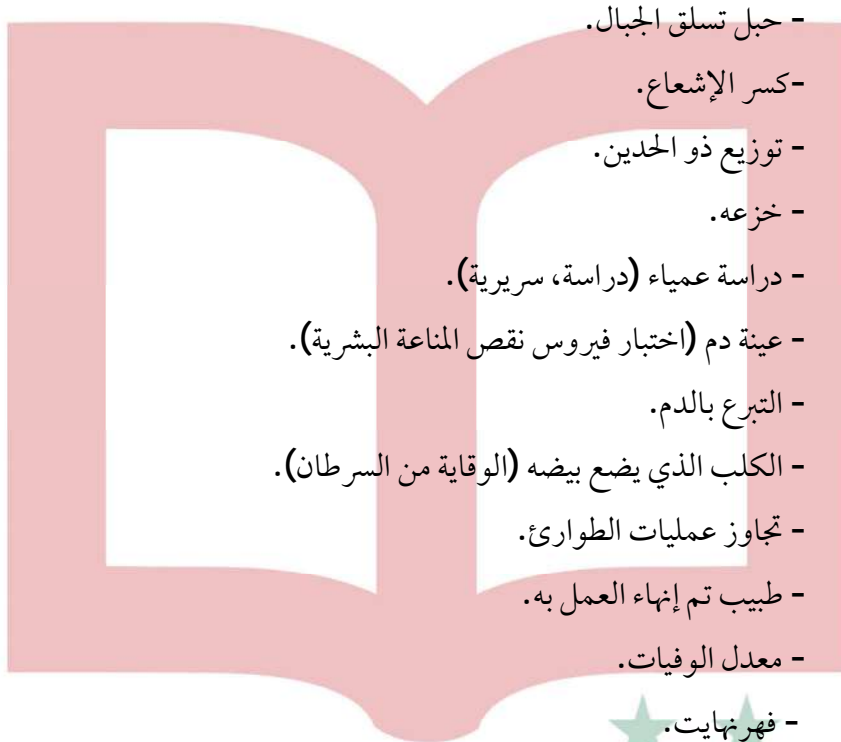 - حبل تسلق الجبال.
-كسر الإشعاع.
- توزيع ذو الحدين.
- خزعه.
- دراسة عمياء (دراسة، سريرية).
- عينة دم (اختبار فيروس نقص المناعة البشرية).
- التبرع بالدم.
- الكلب الذي يضع بيضه (الوقاية من السرطان).
- تجاوز عمليات الطوارئ.
- طبيب تم إنهاء العمل به.
- معدل الوفيات.
- فهرنهايت.